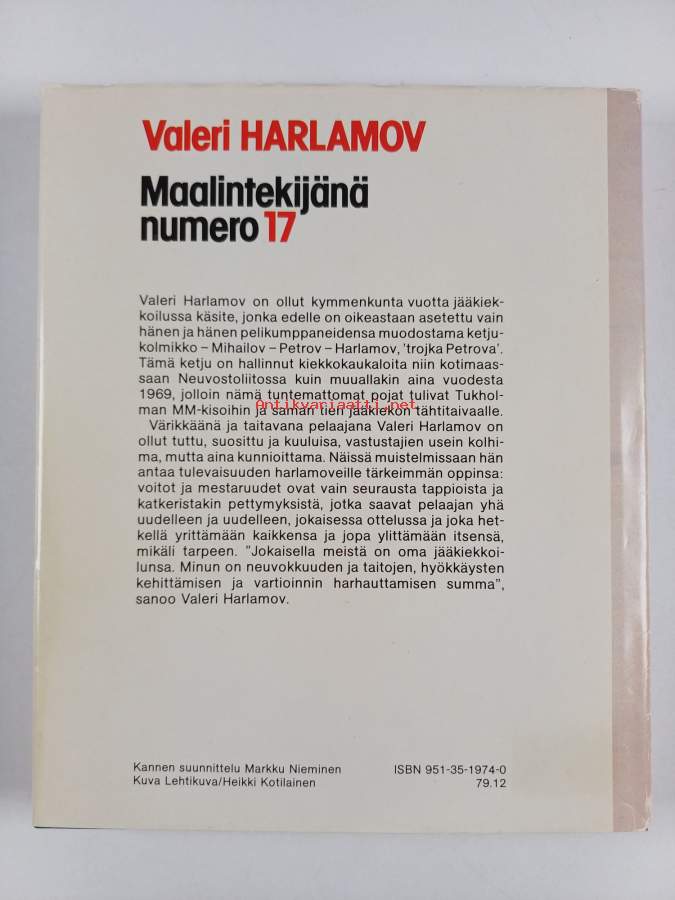 Valeri HARLAMOV
Maalintekijänä
numero 17
Valeri Harlamov on ollut kymmenkunta vuotta jääkiek-
koilussa käsite, jonka edelle on oikeastaan asetettu vain
hänen ja hänen pelikumppaneidensa muodostama ketju-
kolmikko – Mihailov – Petrov – Harlamov, 'trojka Petrova'.
Tämä ketju on hallinnut kiekkokaukaloita niin kotimaas-
saan Neuvostoliitossa kuin muuallakin aina vuodesta
1969, jolloin nämä tuntemattomat pojat tulivat Tukhol-
Antikvariaatti.net
man MM-kisoihin ja saman tien jääkiekon tähtitaivaalle.
Värikkäänä ja taitavana pelaajana Valeri Harlamov on
ollut tuttu, suosittu ja kuuluisa, vastustajien usein kolhi-
ma, mutta aina kunnioittama. Näissä muistelmissaan hän
antaa tulevaisuuden harlamoveille tärkeimmän oppinsa:
voitot ja mestaruudet ovat vain seurausta tappioista ja
katkeristakin pettymyksistä, jotka saavat pelaajan yhä
uudelleen ja uudelleen, jokaisessa ottelussa ja joka het-
kellä yrittämään kaikkensa ja jopa ylittämään itsensä,
mikäli tarpeen. ”Jokaisella meistä on oma jääkiekkoi-
lunsa. Minun on neuvokkuuden ja taitojen, hyökkäysten
kehittämisen ja vartioinnin harhauttamisen summa”,
sanoo Valeri Harlamov.
Kannen suunnittelu Markku Nieminen
Kuva Lehtikuva/Heikki Kotilainen
ISBN 951-35-1974-0
79.12